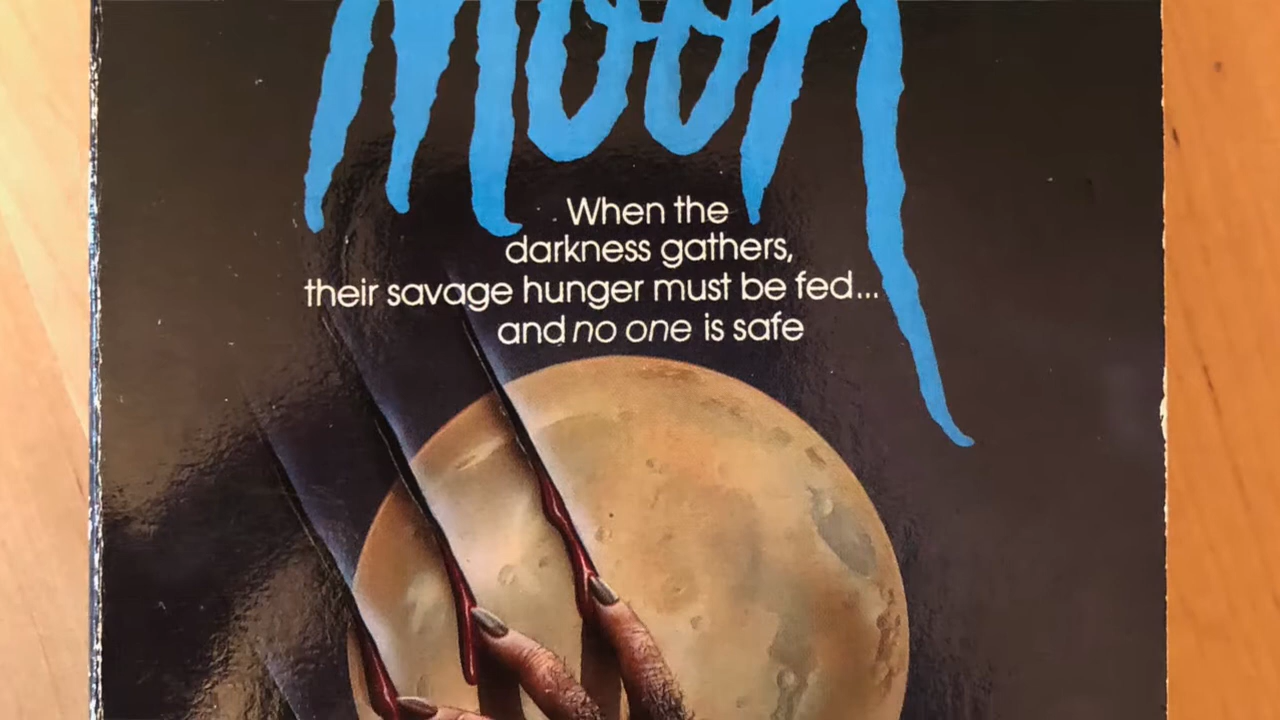 Moon
When the
darkness gathers,
their savage hunger must be fed...
and no one is safe